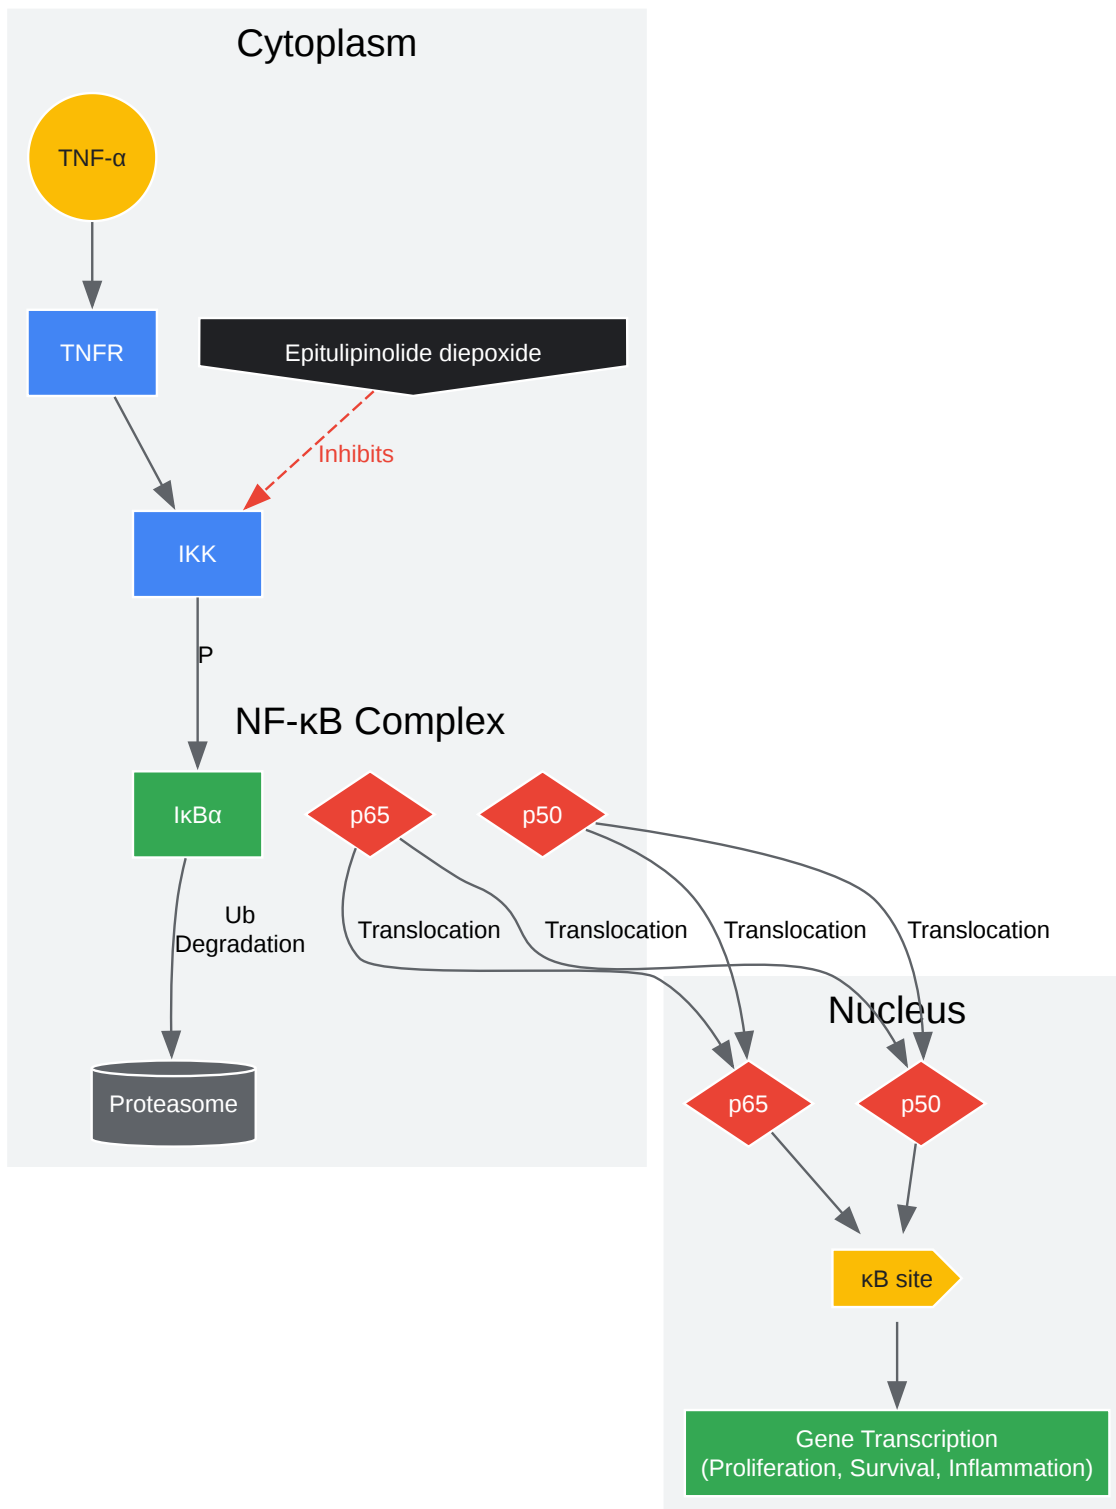 Cytoplasm
TNF-α
TNFR
Epitulipinolide diepoxide
Inhibits
IKK
P
NF-κB Complex
IκBα
p65
p50
Ub
Degradation
Translocation
Translocation
Translocation
Translocation
Nucleus
Proteasome
p65
p50
κB site
Gene Transcription
(Proliferation, Survival, Inflammation)